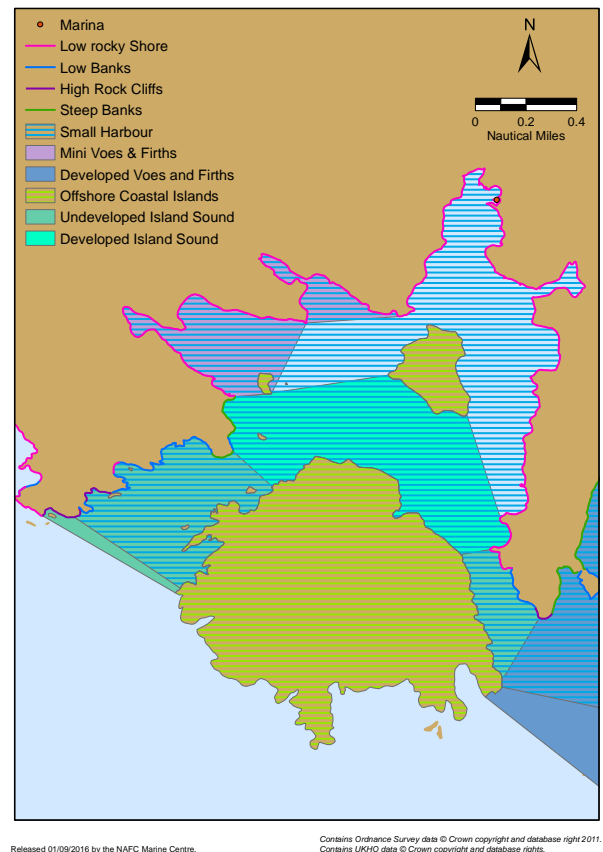 Marina
Low rocky Shore
Low Banks
High Rock Cliffs
Steep Banks
Small Harbour
Mini Voes & Firths
Developed Voes and Firths
Offshore Coastal Islands
Undeveloped Island Sound
Developed Island Sound
N
0 0.2 0.4
Nautical Miles
Released 01/09/2016 by the NAFC Marine Centre.
Contains Ordnance Survey data © Crown copyright and database right 2011.
Contains UKHO data © Crown copyright and database rights.